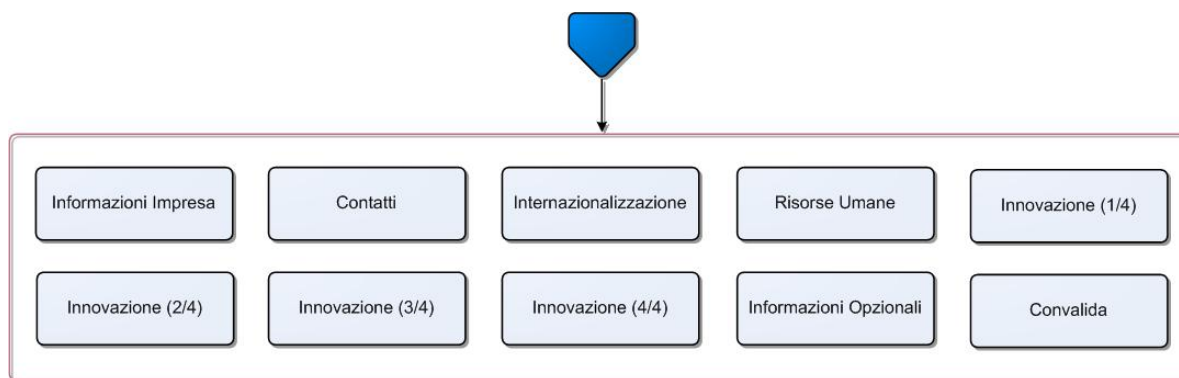 Informazioni Impresa
Contatti
Internazionalizzazione
Risorse Umane
Innovazione (1/4)
Innovazione (2/4)
Innovazione (3/4)
Innovazione (4/4)
Informazioni Opzionali
Convalida